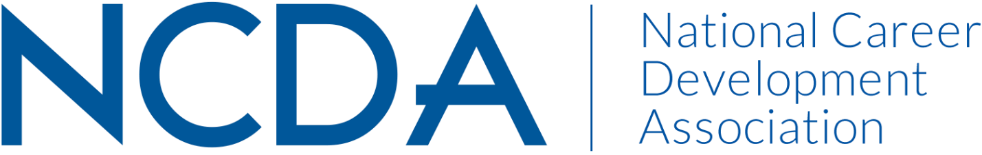 NCDA
National Career
Development
Association